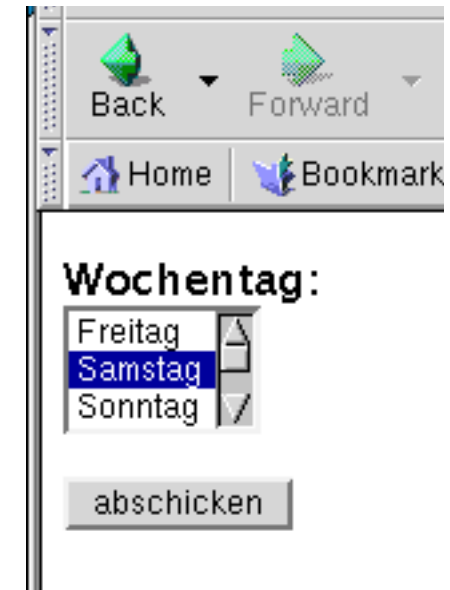 Back Forward
Home Bookmark
Wochentag:
Freitag
Samstag
Sonntag
abschicken